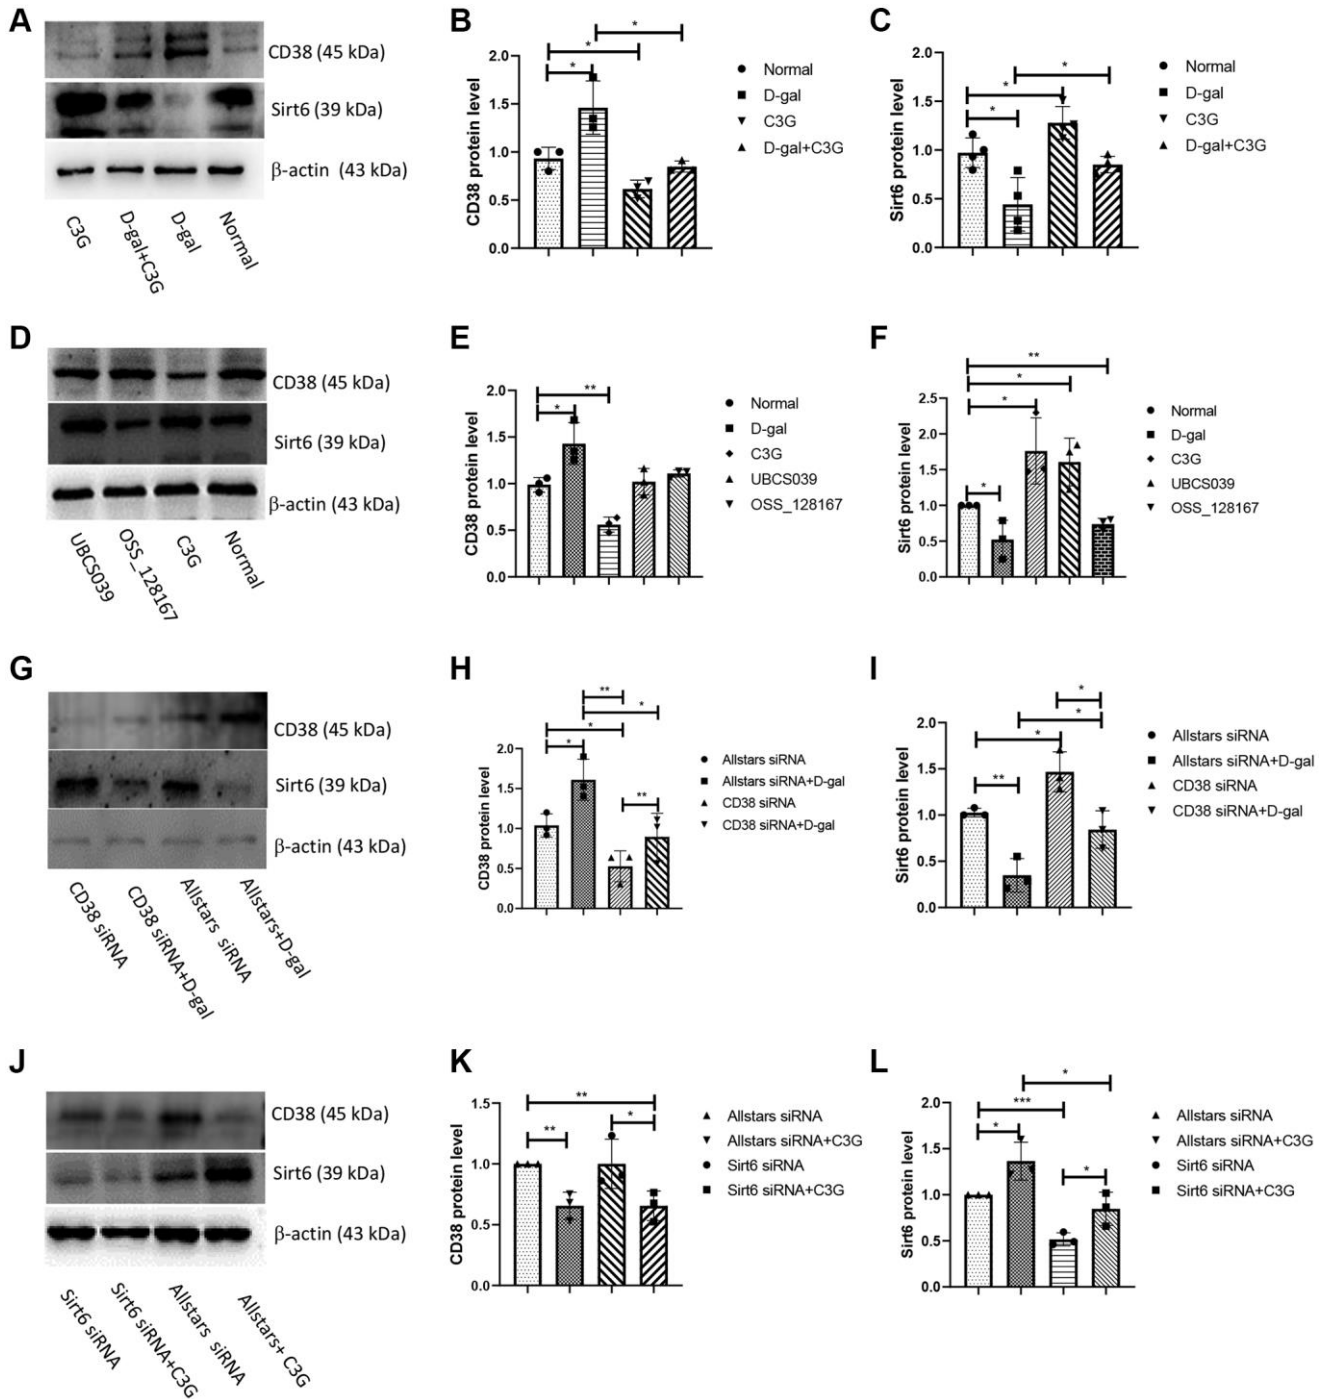 A
CD38 (45 kDa)
Sirt6 (39 kDa)
β-actin (43 kDa)
C3G
D-gal+C3G
D-gal
Normal
B
CD38 protein level
2.0
1.5
1.0
0.5
0.0
*
*
*
Normal
D-gal
C3G
D-gal+C3G
C
Sirt6 protein level
2.0
1.5
1.0
0.5
0.0
*
*
*
Normal
D-gal
C3G
D-gal+C3G
D
CD38 (45 kDa)
Sirt6 (39 kDa)
β-actin (43 kDa)
UBCS039
OSS_128167
C3G
Normal
E
CD38 protein level
2.0
1.5
1.0
0.5
0.0
**
*
Normal
D-gal
C3G
UBCS039
OSS_128167
F
Sirt6 protein level
2.5
2.0
1.5
1.0
0.5
0.0
**
*
*
*
Normal
D-gal
C3G
UBCS039
OSS_128167
G
CD38 (45 kDa)
Sirt6 (39 kDa)
β-actin (43 kDa)
CD38 siRNA
CD38 siRNA+D-gal
Allstars siRNA
Allstars+D-gal
H
CD38 protein level
2.0
1.5
1.0
0.5
0.0
**
*
*
*
**
Allstars siRNA
Allstars siRNA+D-gal
CD38 siRNA
CD38 siRNA+D-gal
I
Sirt6 protein level
2.0
1.5
1.0
0.5
0.0
*
*
*
**
Allstars siRNA
Allstars siRNA+D-gal
CD38 siRNA
CD38 siRNA+D-gal
J
CD38 (45 kDa)
Sirt6 (39 kDa)
β-actin (43 kDa)
Sirt6 siRNA
Sirt6 siRNA+C3G
Allstars siRNA
Allstars+ C3G
K
CD38 protein level
1.5
1.0
0.5
0.0
**
*
**
Allstars siRNA
Allstars siRNA+C3G
Sirt6 siRNA
Sirt6 siRNA+C3G
L
Sirt6 protein level
2.0
1.5
1.0
0.5
0.0
*
***
*
*
Allstars siRNA
Allstars siRNA+C3G
Sirt6 siRNA
Sirt6 siRNA+C3G